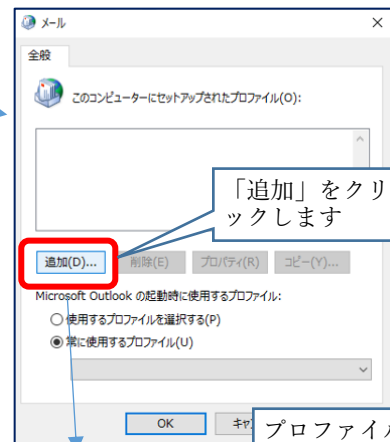 メール
全般
このコンピューターにセットアップされたプロファイル(O):
「追加」をクリ
ックします
追加(D)...
削除(E)
プロパティ(R)
コピー(Y)...
Microsoft Outlook の起動時に使用するプロファイル:
使用するプロファイルを選択する(P)
常に使用するプロファイル(U)
OK
キャ
プロファイ